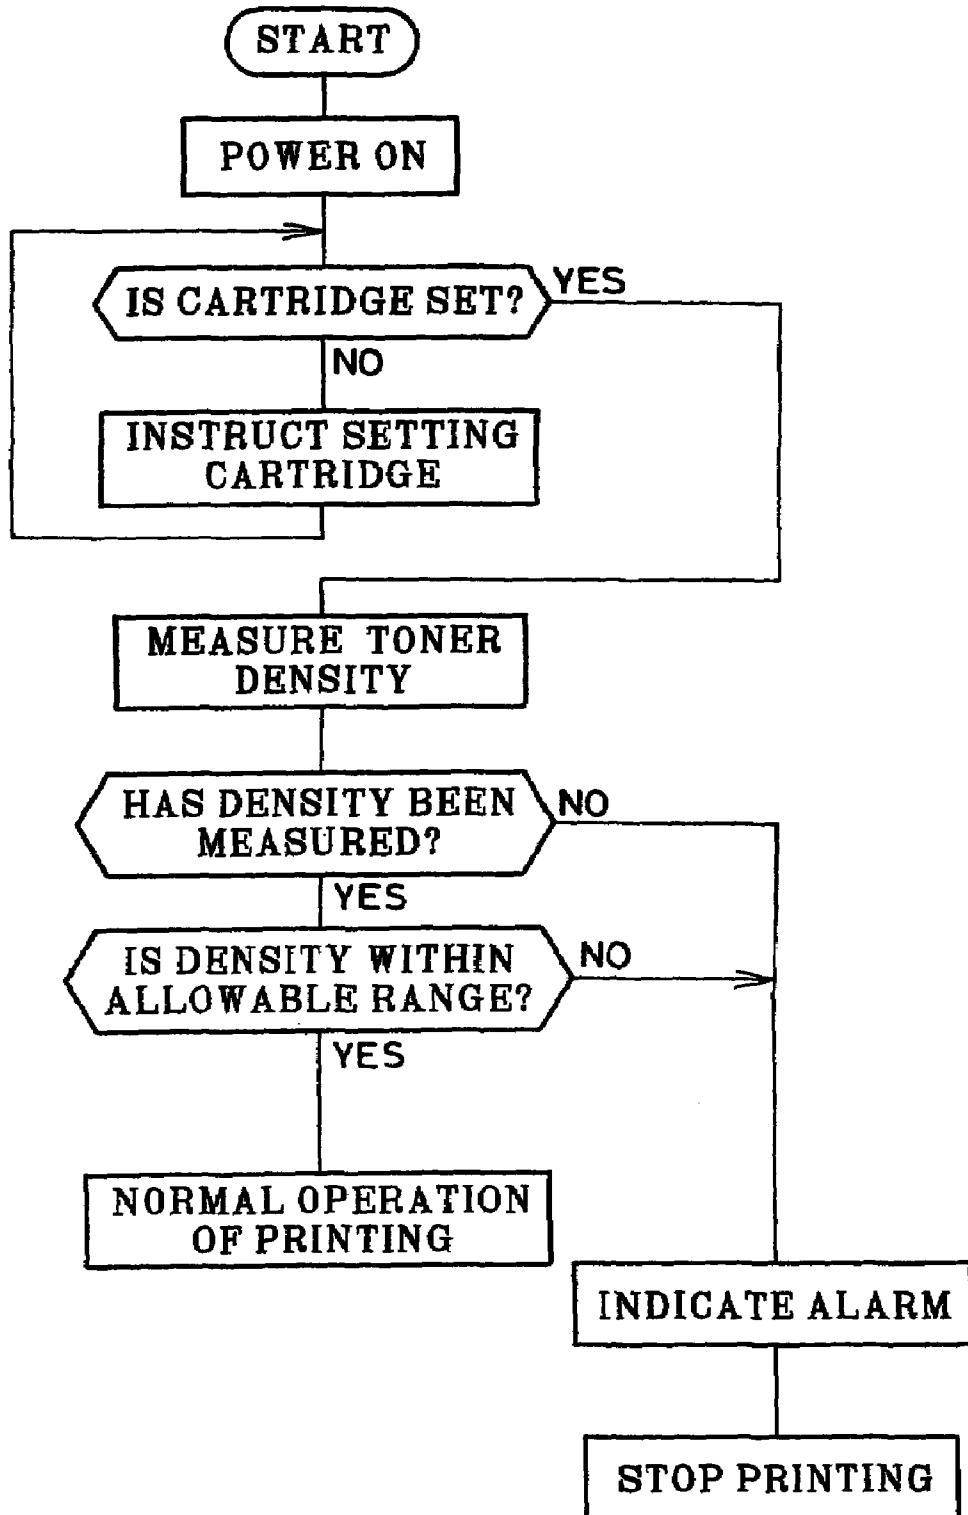 START
POWER ON
IS CARTRIDGE SET?
YES
NO
INSTRUCT SETTING
CARTRIDGE
MEASURE TONER
DENSITY
HAS DENSITY BEEN
MEASURED?
NO
YES
IS DENSITY WITHIN
ALLOWABLE RANGE?
NO
YES
NORMAL OPERATION
OF PRINTING
INDICATE ALARM
STOP PRINTING